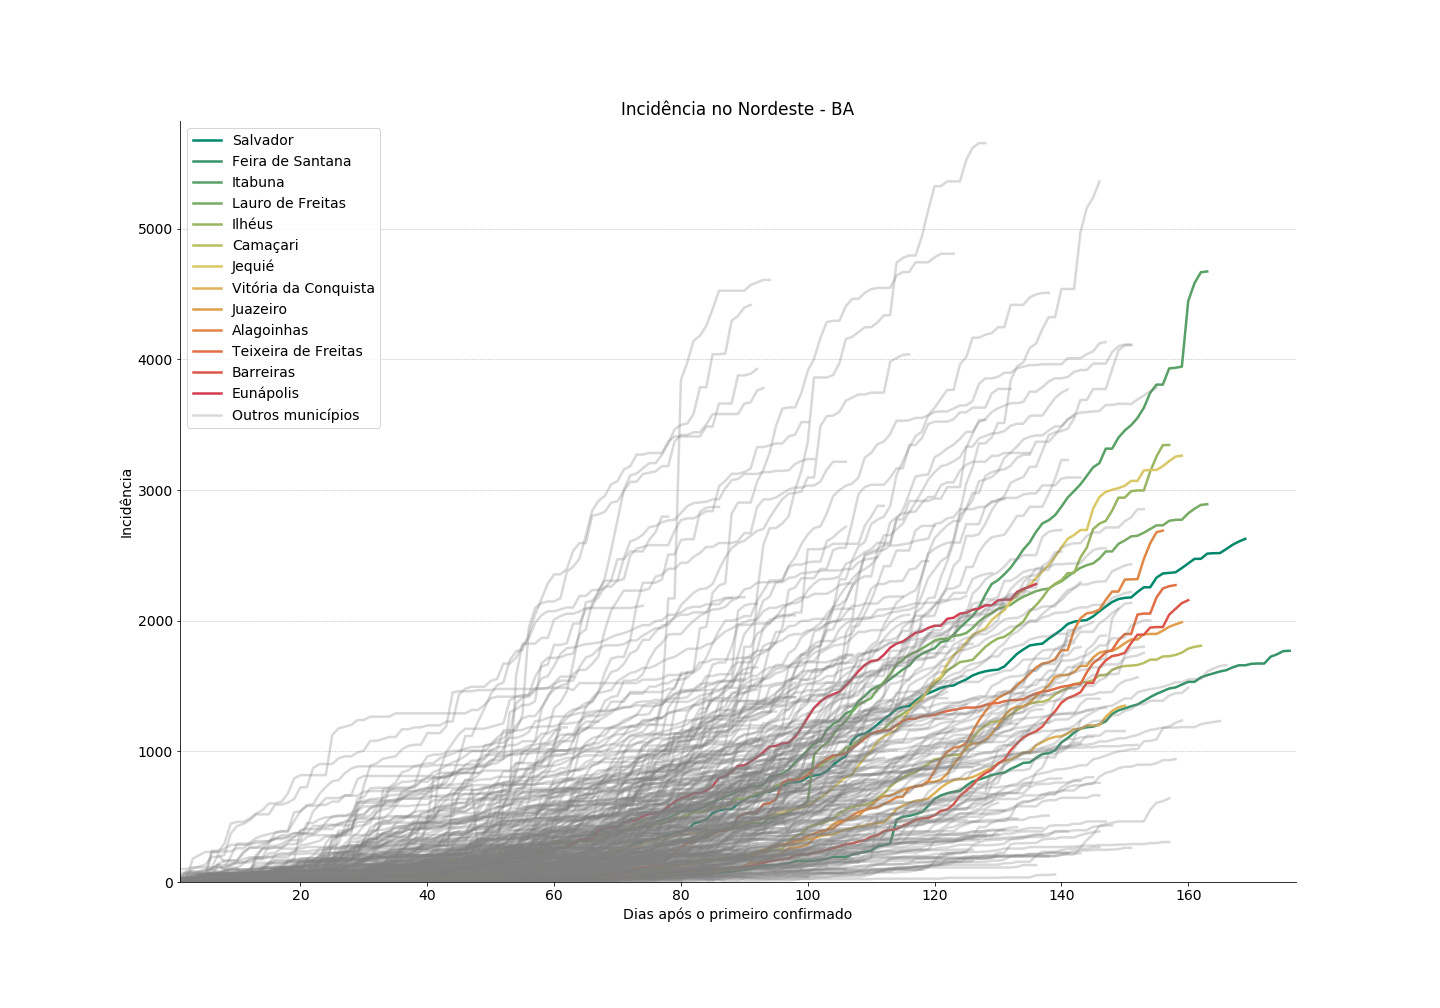 Incidência no Nordeste - BA
Salvador
Feira de Santana
Itabuna
Lauro de Freitas
Ilhéus
Camaçari
Jequié
Vitória da Conquista
Juazeiro
Alagoinhas
Teixeira de Freitas
Barreiras
Eunápolis
Outros municípios
Incidência
5000
4000
3000
2000
1000
0
20 40 60 80 100 120 140 160
Dias após o primeiro confirmado